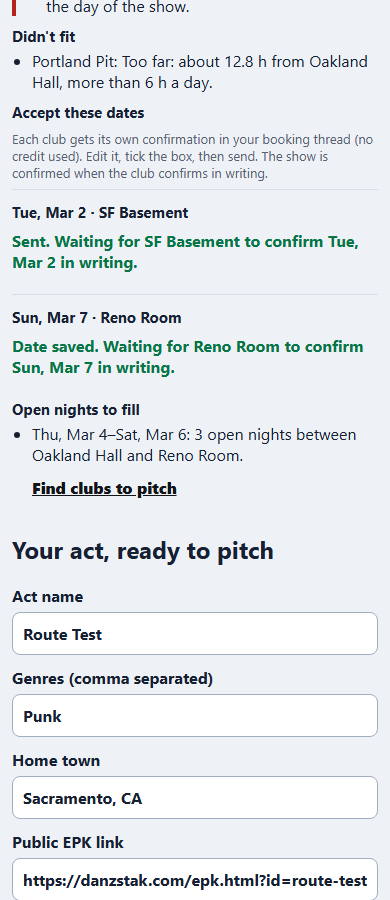 the day of the show.
Didn't fit
• Portland Pit: Too far: about 12.8 h from Oakland
Hall, more than 6 h a day.
Accept these dates
Each club gets its own confirmation in your booking thread (no
credit used). Edit it, tick the box, then send. The show is
confirmed when the club confirms in writing.
Tue, Mar 2 · SF Basement
Sent. Waiting for SF Basement to confirm Tue,
Mar 2 in writing.
Sun, Mar 7 · Reno Room
Date saved. Waiting for Reno Room to confirm
Sun, Mar 7 in writing.
Open nights to fill
• Thu, Mar 4–Sat, Mar 6: 3 open nights between
Oakland Hall and Reno Room.
Find clubs to pitch
Your act, ready to pitch
Act name
Route Test
Genres (comma separated)
Punk
Home town
Sacramento, CA
Public EPK link
https://danzstak.com/epk.html?id=route-test